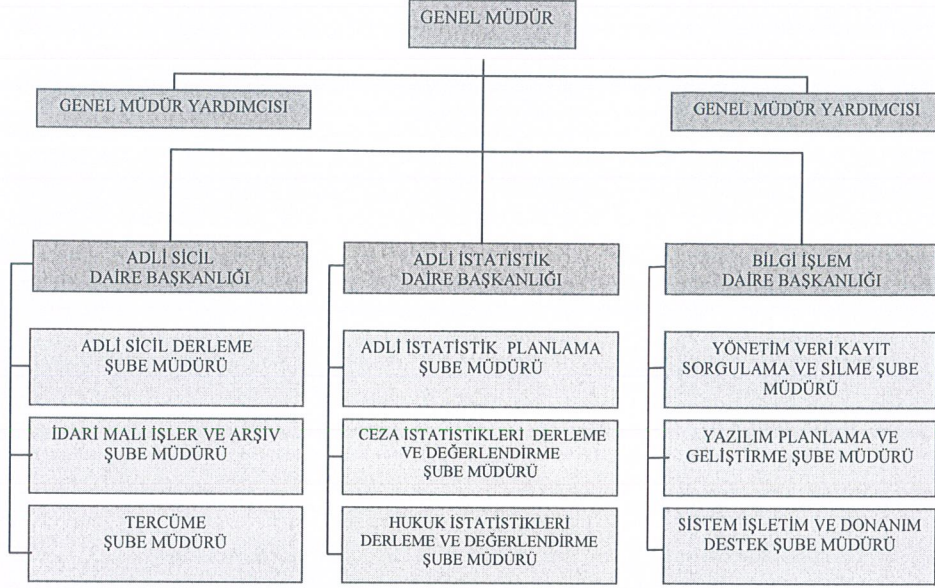 GENEL MÜDÜR
GENEL MÜDÜR YARDIMCISI
GENEL MÜDÜR YARDIMCISI
ADLİ SİCİL
DAİRE BAŞKANLIĞI
ADLİ SİCİL DERLEME
ŞUBE MÜDÜRÜ
İDARİ MALİ İŞLER VE ARŞİV
ŞUBE MÜDÜRÜ
TERCÜME
ŞUBE MÜDÜRÜ
ADLİ İSTATİSTİK
DAİRE BAŞKANLIĞI
ADLİ İSTATİSTİK PLANLAMA
ŞUBE MÜDÜRÜ
CEZA İSTATİSTİKLERİ DERLEME
VE DEĞERLENDİRME
ŞUBE MÜDÜRÜ
HUKUK İSTATİSTİKLERİ
DERLEME VE DEĞERLENDİRME
ŞUBE MÜDÜRÜ
BİLGİ İŞLEM
DAİRE BAŞKANLIĞI
YÖNETİM VERİ KAYIT
SORGULAMA VE SİLME ŞUBE
MÜDÜRÜ
YAZILIM PLANLAMA VE
GELİŞTİRME ŞUBE MÜDÜRÜ
SİSTEM İŞLETİM VE DONANIM
DESTEK ŞUBE MÜDÜRÜ